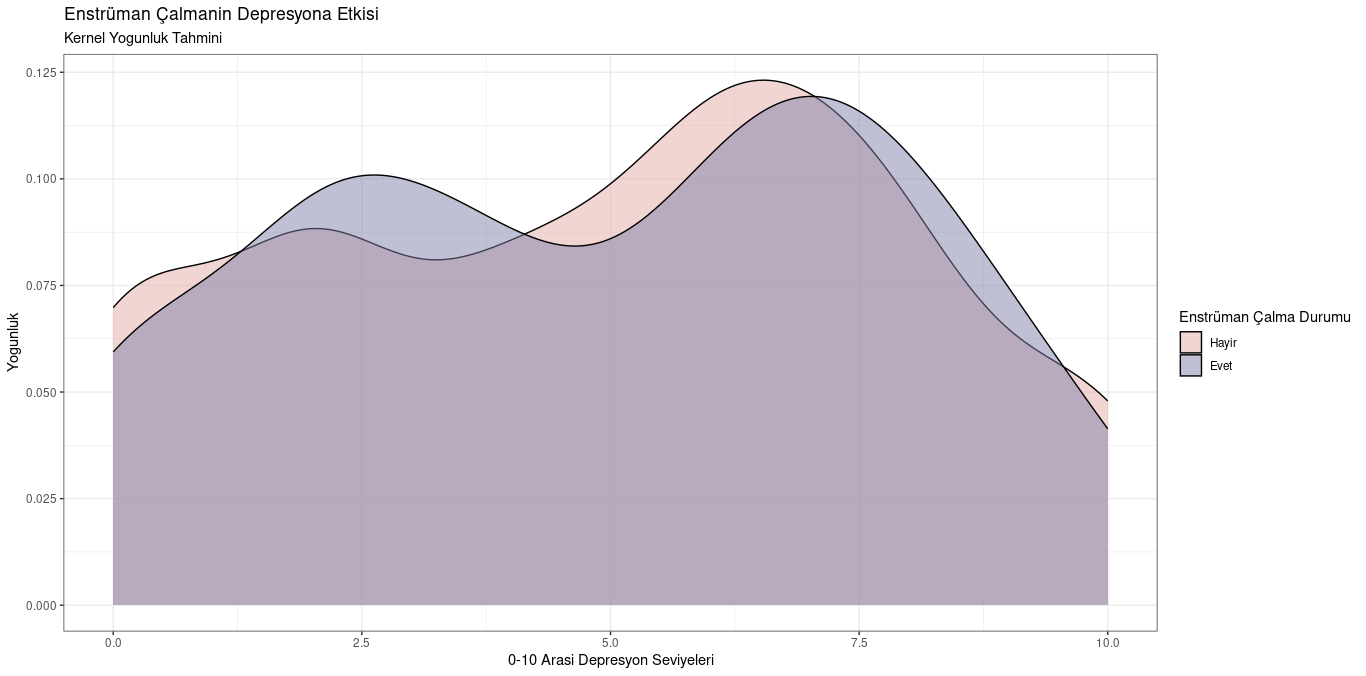 Enstrüman Çalmanin Depresyona Etkisi
Kernel Yogunluk Tahmini
0.125
0.100
0.075
0.050
0.025
0.000
Yogunluk
0.0 2.5 5.0 7.5 10.0
0-10 Arasi Depresyon Seviyeleri
Enstrüman Çalma Durumu
Hayir
Evet